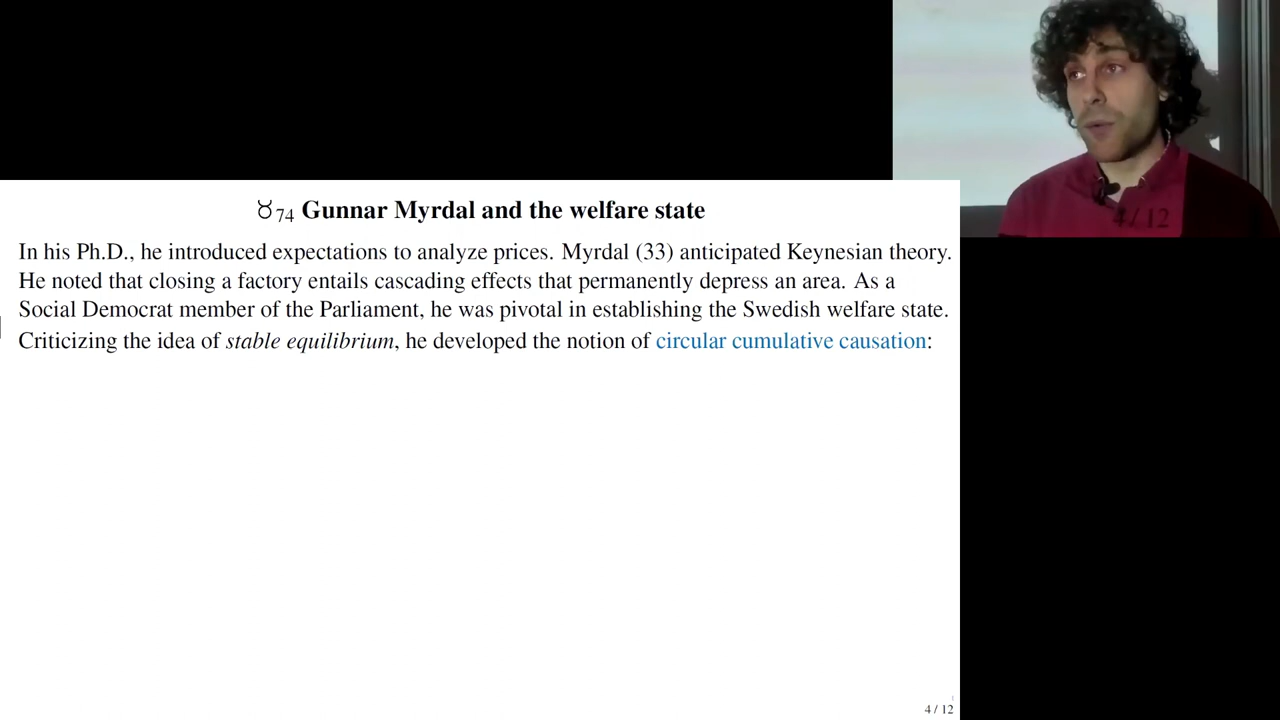 4 / 12
♉74 Gunnar Myrdal and the welfare state
In his Ph.D., he introduced expectations to analyze prices. Myrdal (33) anticipated Keynesian theory.
He noted that closing a factory entails cascading effects that permanently depress an area. As a
Social Democrat member of the Parliament, he was pivotal in establishing the Swedish welfare state.
Criticizing the idea of stable equilibrium, he developed the notion of circular cumulative causation:
4 / 12